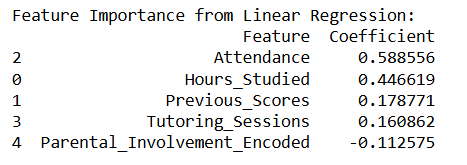 Feature Importance from Linear Regression:
Feature Coefficient
2 Attendance 0.588556
0 Hours_Studied 0.446619
1 Previous_Scores 0.178771
3 Tutoring_Sessions 0.160862
4 Parental_Involvement_Encoded -0.112575